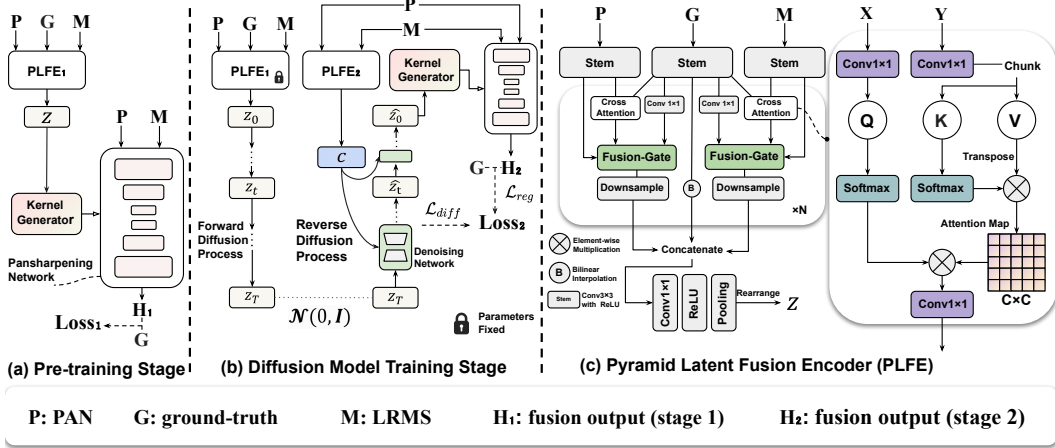 P G M
PLFE₁
Z
P M
Kernel
Generator
Pansharpening
Network
H₁
Loss₁
G
(a) Pre-training Stage
P
M
P G M
PLFE₁
PLFE₂
Kernel
Generator
Z₀
ẑ₀
C
Z_t
ẑ_t
G H₂
ℒ_reg
ℒ_diff
Loss₂
Forward
Diffusion
Process
Reverse
Diffusion
Process
Denoising
Network
Z_T
Z_T
𝒩(0, I)
Parameters
Fixed
(b) Diffusion Model Training Stage
P G M
Stem
Stem
Stem
Cross
Attention
Conv 1×1
Conv 1×1
Cross
Attention
Fusion-Gate
Fusion-Gate
Downsample
B
Downsample
×N
Concatenate
Element-wise
Multiplication
B
Bilinear
Interpolation
Stem
Conv3×3
with ReLU
Conv1×1
ReLU
Pooling
Rearrange
Z
X Y
Conv1×1
Conv1×1
Chunk
Q
K
V
Transpose
Softmax
Softmax
Attention Map
C×C
Conv1×1
(c) Pyramid Latent Fusion Encoder (PLFE)
P: PAN G: ground-truth M: LRMS H₁: fusion output (stage 1) H₂: fusion output (stage 2)